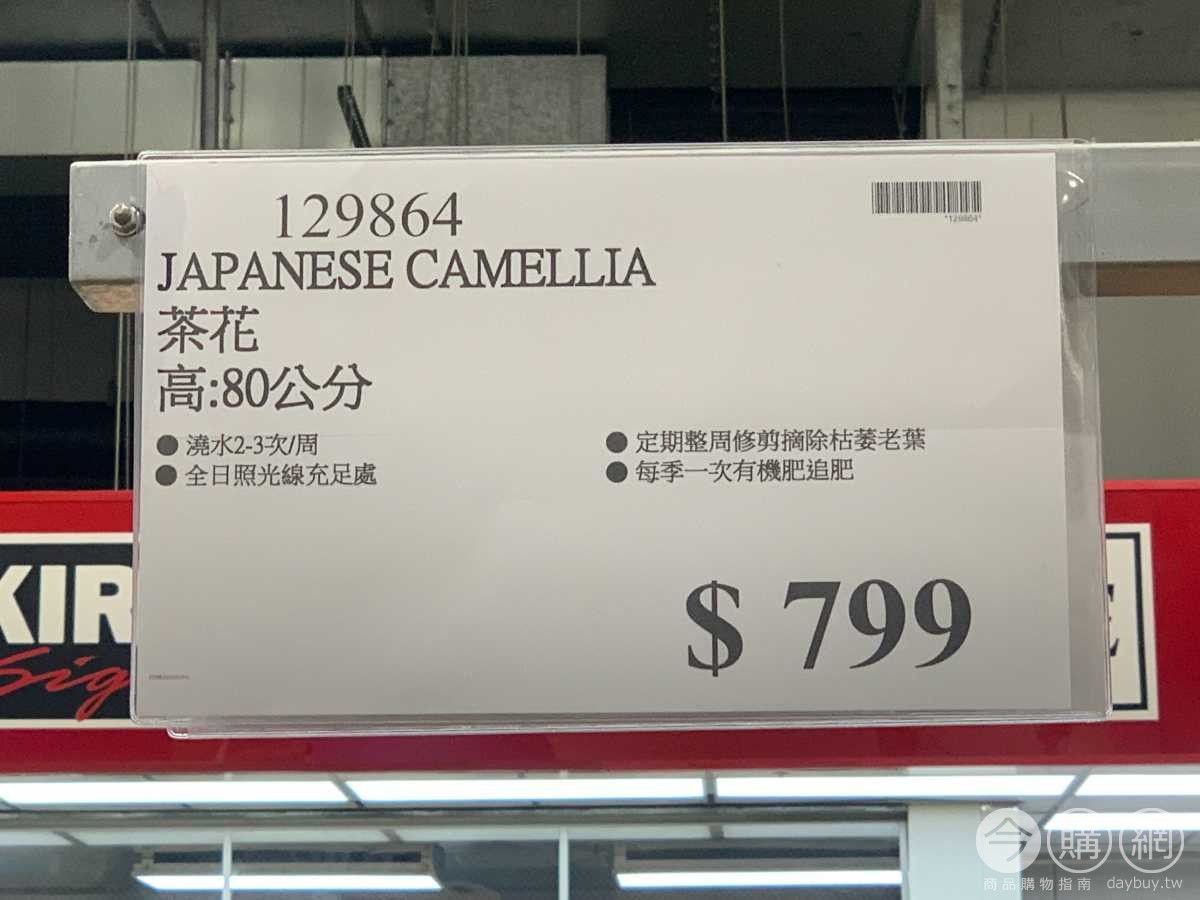 129864
*129864*
JAPANESE CAMELLIA
茶花
高:80公分
● 澆水2-3次/周
● 全日照光線充足處
● 定期整周修剪摘除枯萎老葉
● 每季一次有機肥追肥
$ 799
KIR
Sig
E
今購網
商品購物指南 daybuy.tw